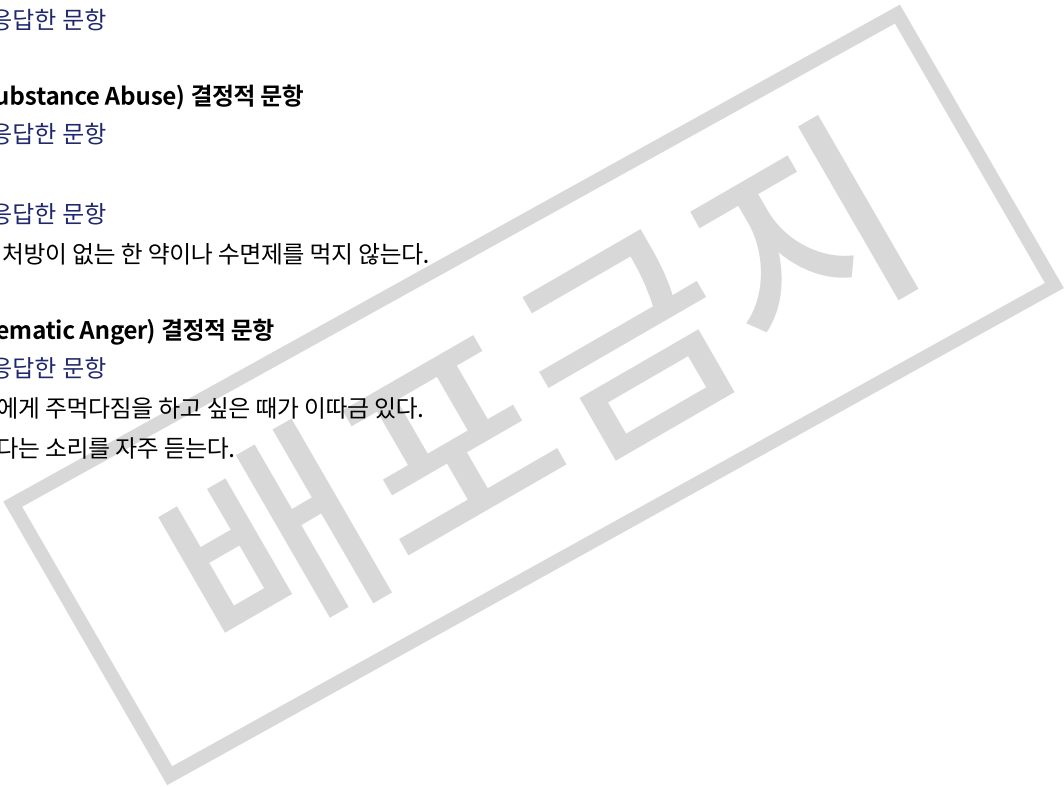 응답한 문항
ubstance Abuse) 결정적 문항
응답한 문항
응답한 문항
처방이 없는 한 약이나 수면제를 먹지 않는다.
ematic Anger) 결정적 문항
응답한 문항
에게 주먹다짐을 하고 싶은 때가 이따금 있다.
다는 소리를 자주 듣는다.
배포금지